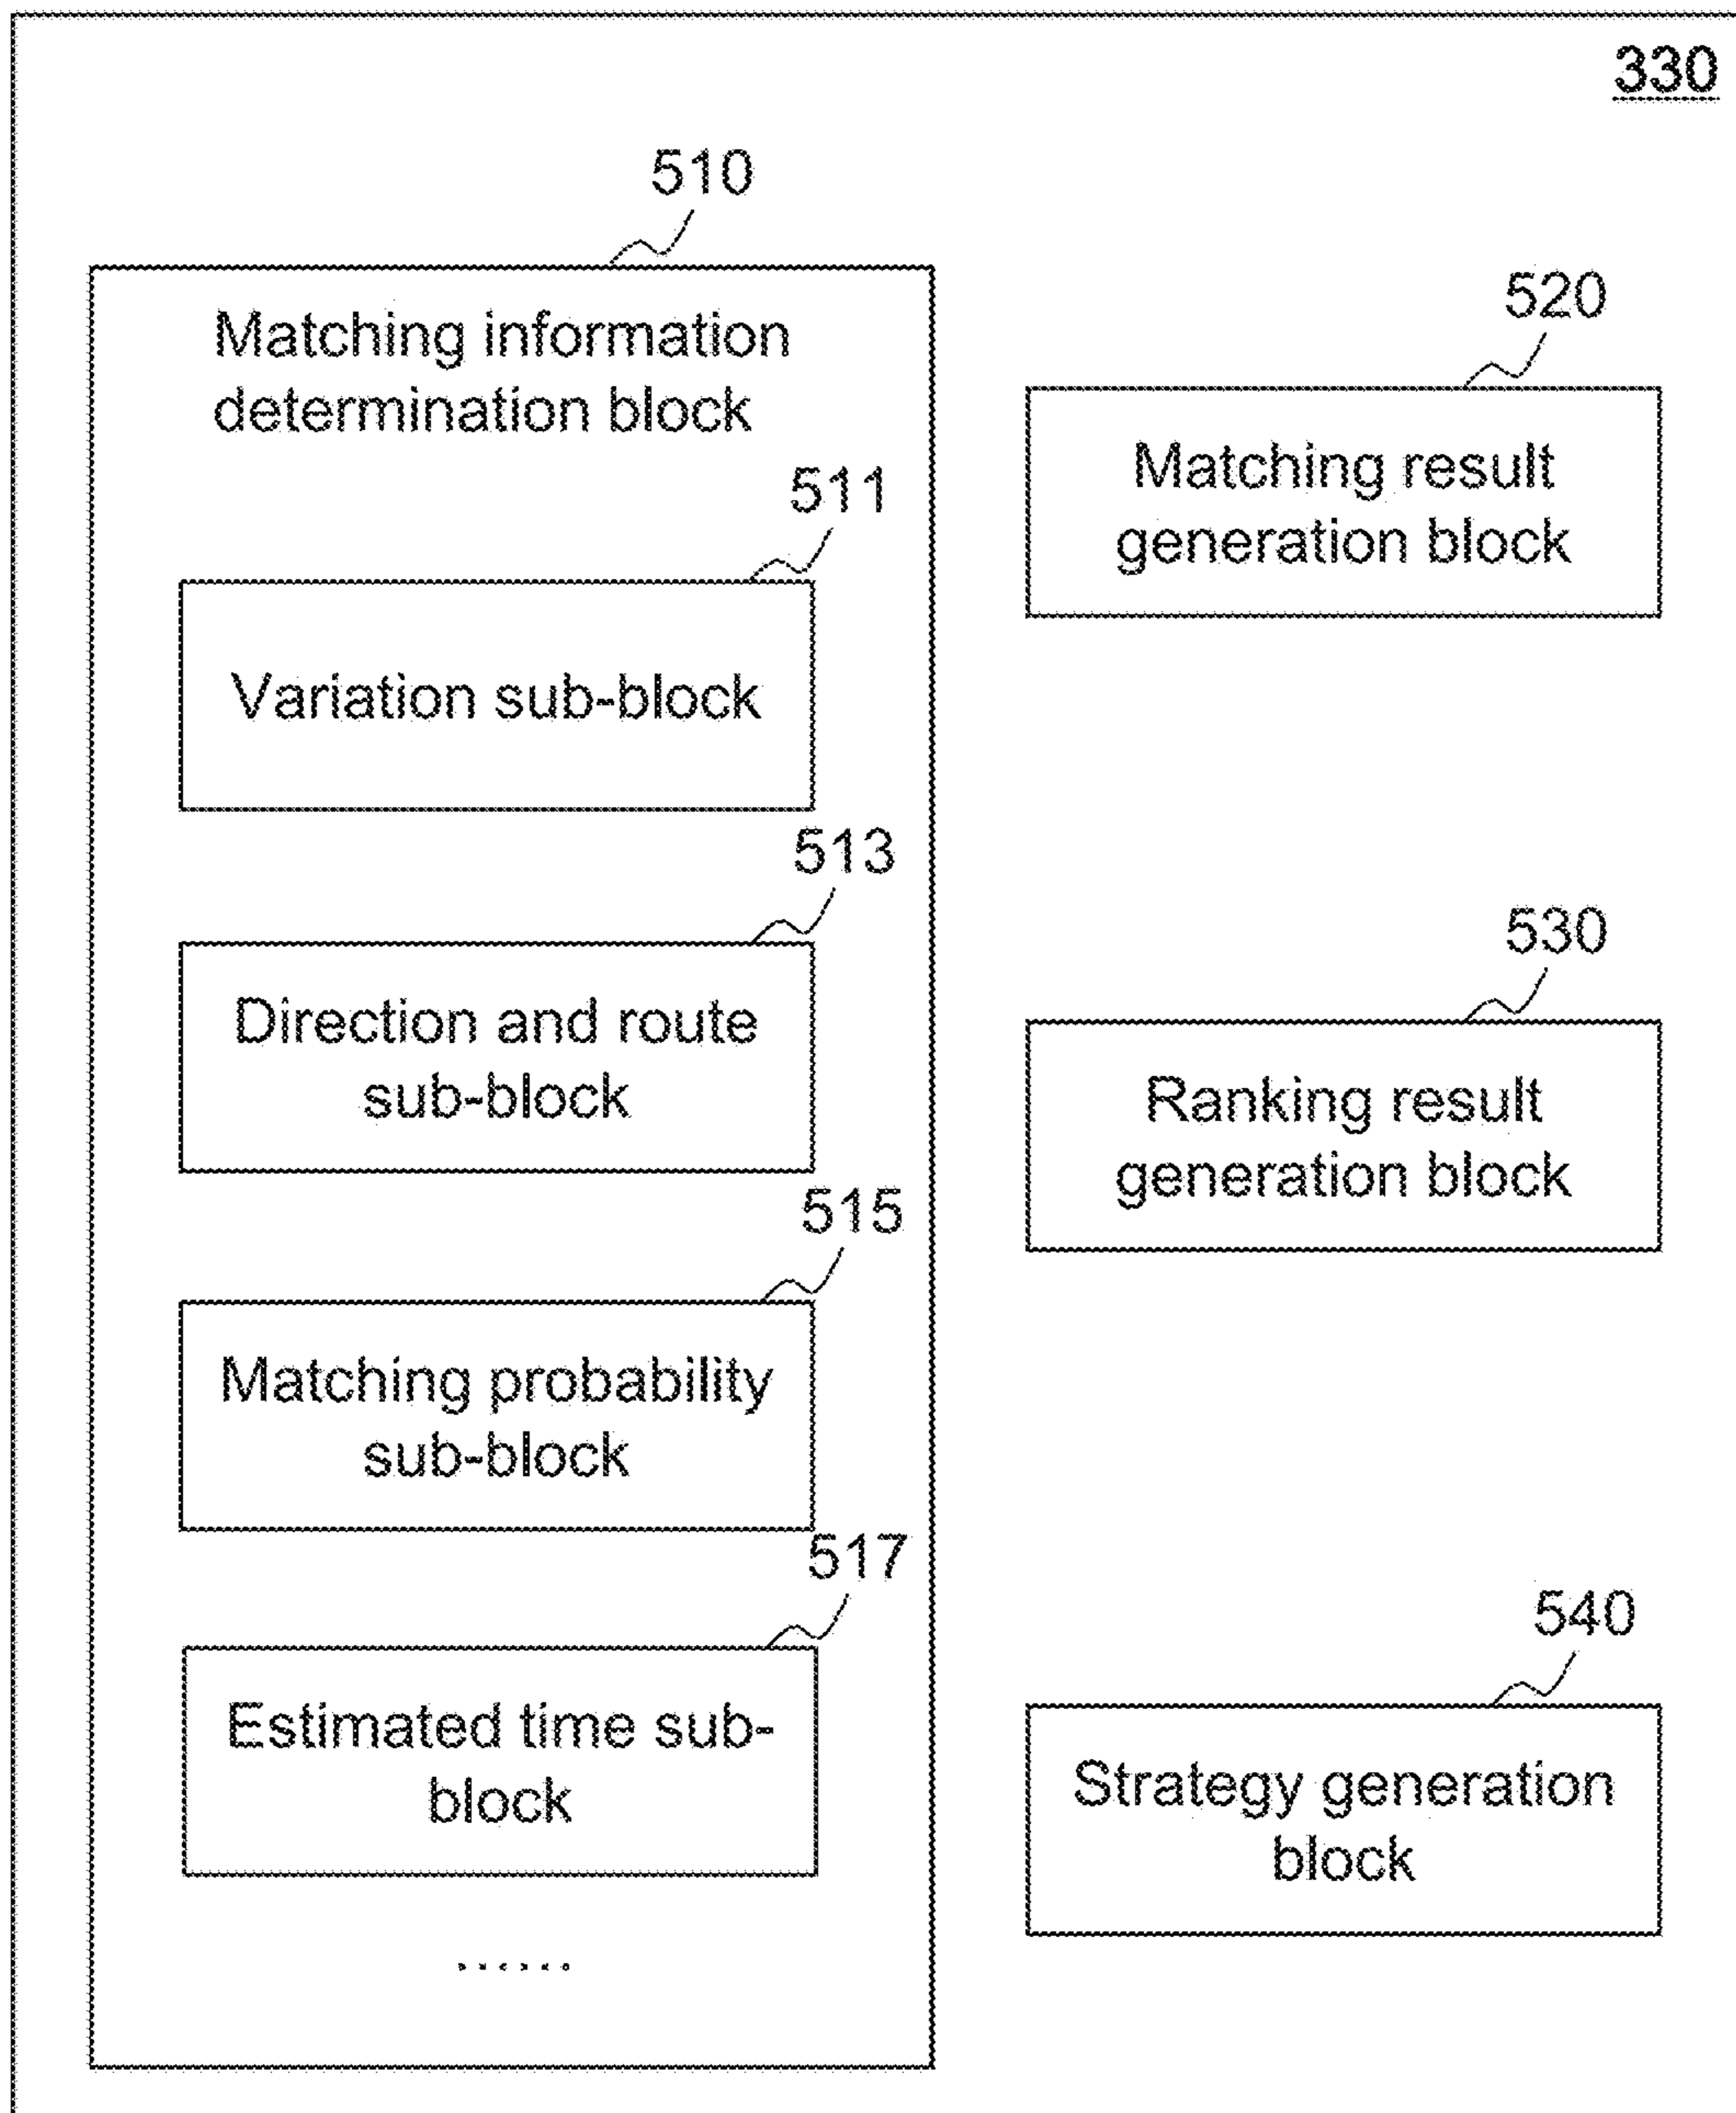 330
510
Matching information
determination block
511
Variation sub-block
513
Direction and route
sub-block
515
Matching probability
sub-block
517
Estimated time sub-
block
......
520
Matching result
generation block
530
Ranking result
generation block
540
Strategy generation
block